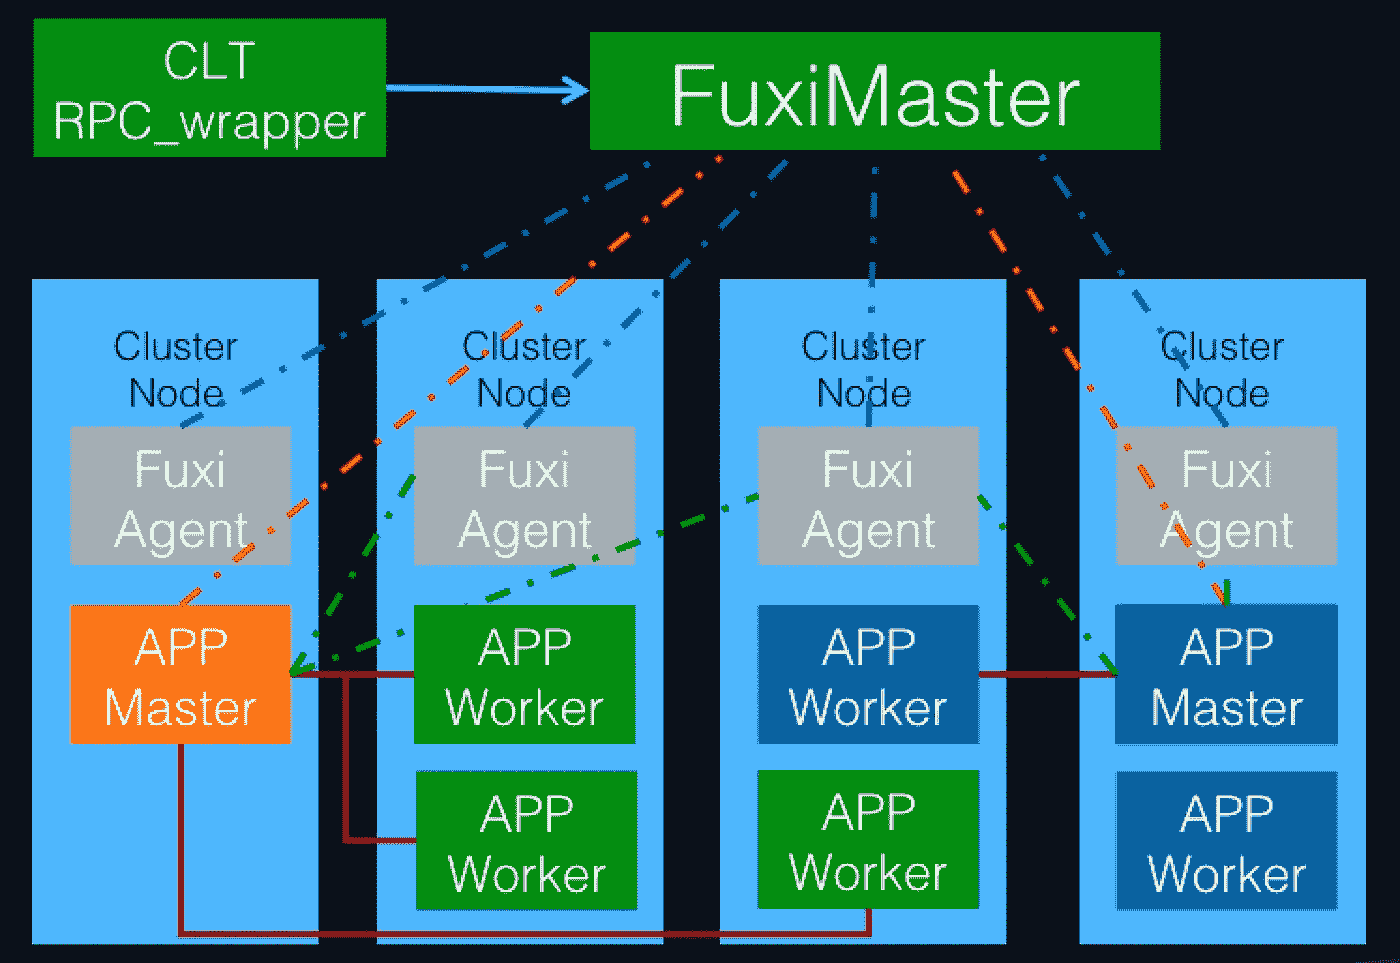 CLT
RPC_wrapper
FuxiMaster
Cluster
Node
Fuxi
Agent
APP
Master
Cluster
Node
Fuxi
Agent
APP
Worker
APP
Worker
Cluster
Node
Fuxi
Agent
APP
Worker
APP
Worker
Cluster
Node
Fuxi
Agent
APP
Master
APP
Worker